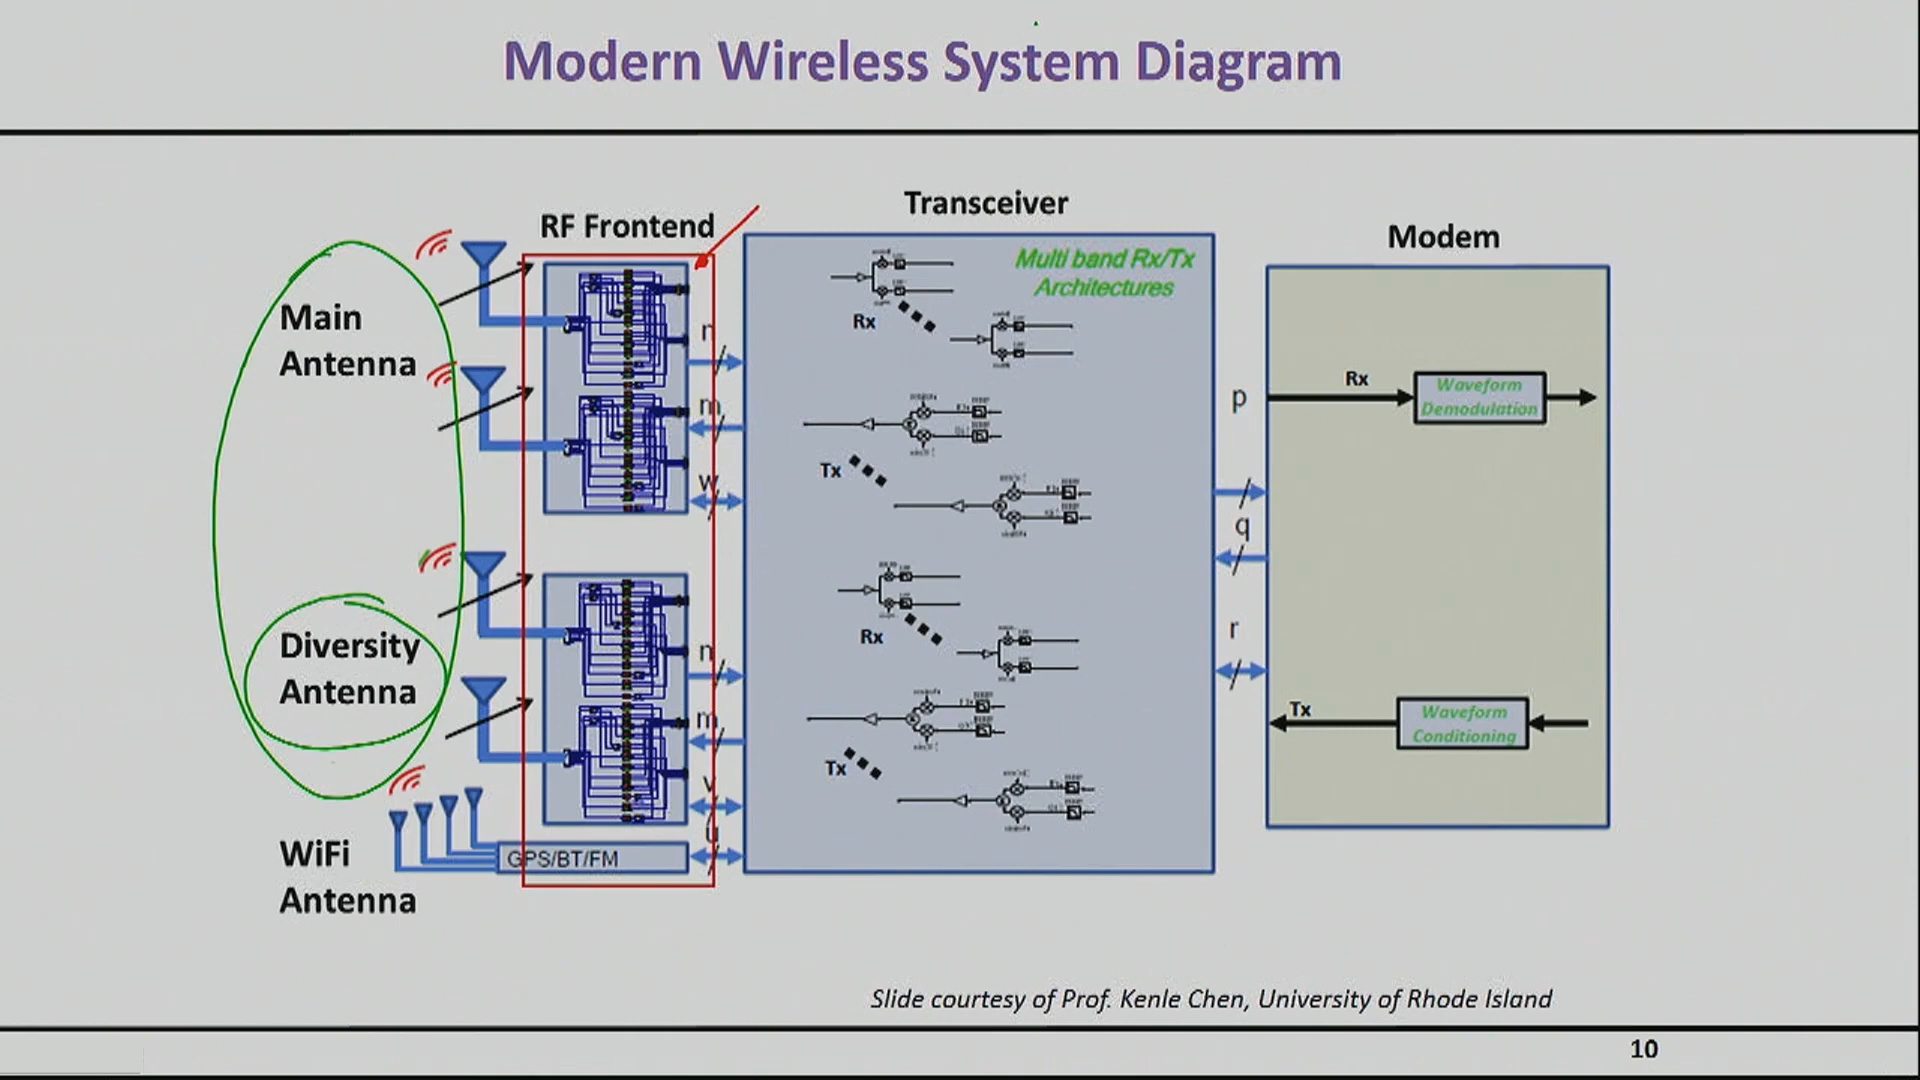 Modern Wireless System Diagram
RF Frontend
Transceiver
Modem
Multi band Rx/Tx
Architectures
Main
Antenna
Diversity
Antenna
WiFi
Antenna
GPS/BT/FM
n
m
w
n
m
v
u
Rx
Tx
Rx
Tx
p
q
r
Rx
Waveform
Demodulation
Tx
Waveform
Conditioning
Slide courtesy of Prof. Kenle Chen, University of Rhode Island
10